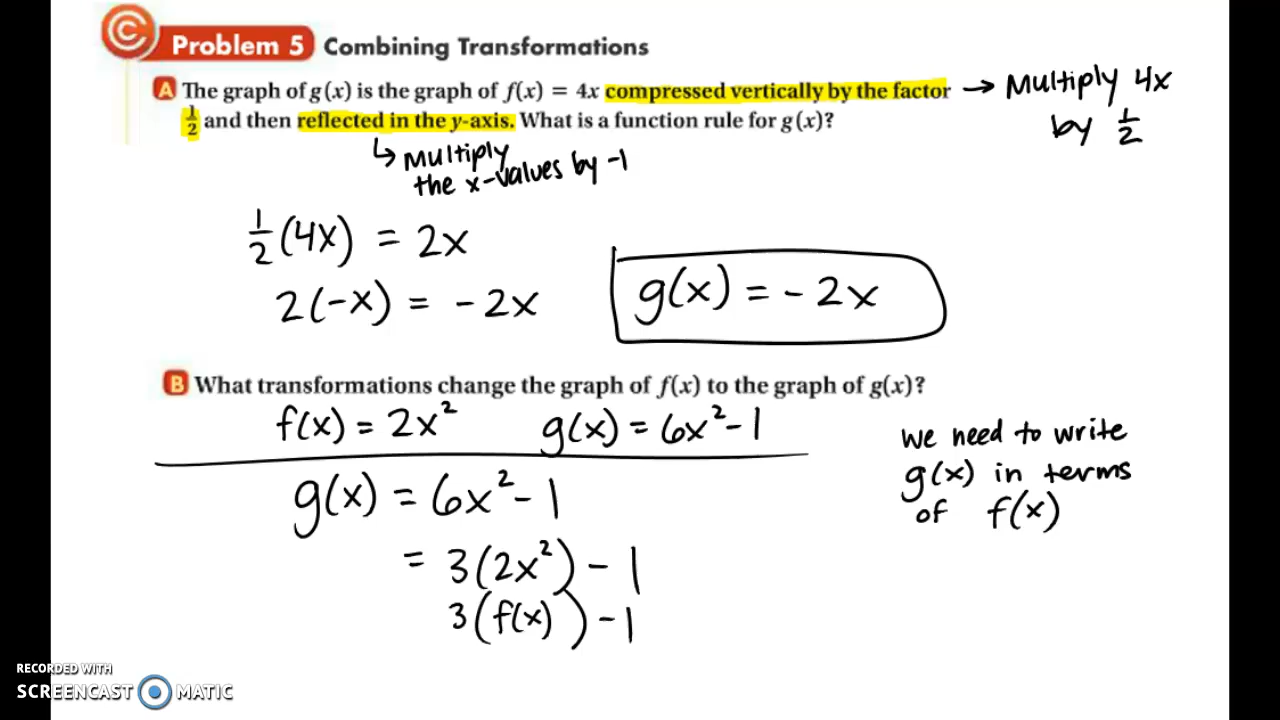 Problem 5 Combining Transformations
A The graph of g(x) is the graph of f(x) = 4x compressed vertically by the factor → Multiply 4x
1/2 and then reflected in the y-axis. What is a function rule for g(x)? by 1/2
↳ Multiply
the x-values by -1
1/2 (4x) = 2x
2(-x) = -2x
g(x) = -2x
B What transformations change the graph of f(x) to the graph of g(x)?
f(x) = 2x² g(x) = 6x² - 1
g(x) = 6x² - 1
= 3(2x²) - 1
3(f(x)) - 1
we need to write
g(x) in terms
of f(x)
RECORDED WITH
SCREENCAST MATIC